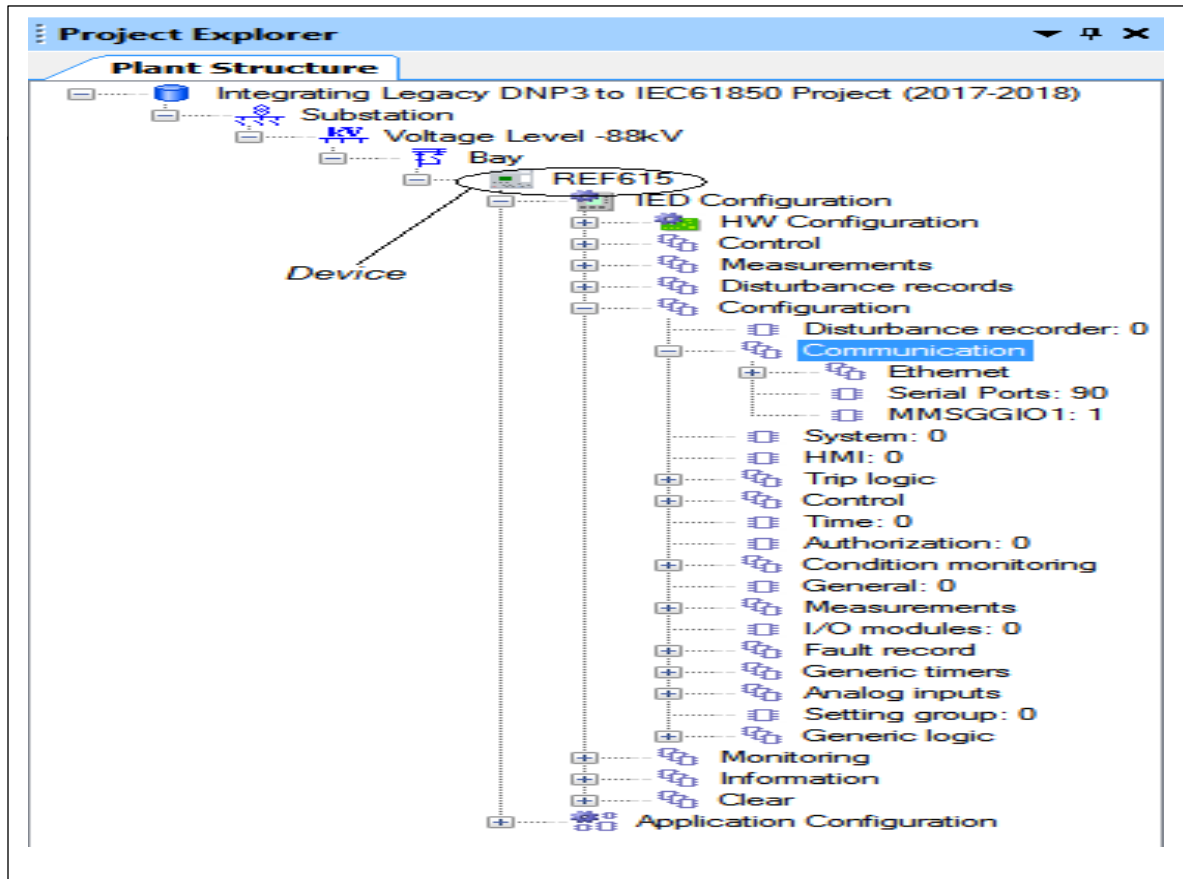 Project Explorer
Plant Structure
Integrating Legacy DNP3 to IEC61850 Project (2017-2018)
Substation
Voltage Level -88kV
Bay
REF615
IED Configuration
HW Configuration
Control
Measurements
Device
Disturbance records
Configuration
Disturbance recorder: 0
Communication
Ethernet
Serial Ports: 90
MMSGGIO1: 1
System: 0
HMI: 0
Trip logic
Control
Time: 0
Authorization: 0
Condition monitoring
General: 0
Measurements
I/O modules: 0
Fault record
Generic timers
Analog inputs
Setting group: 0
Generic logic
Monitoring
Information
Clear
Application Configuration